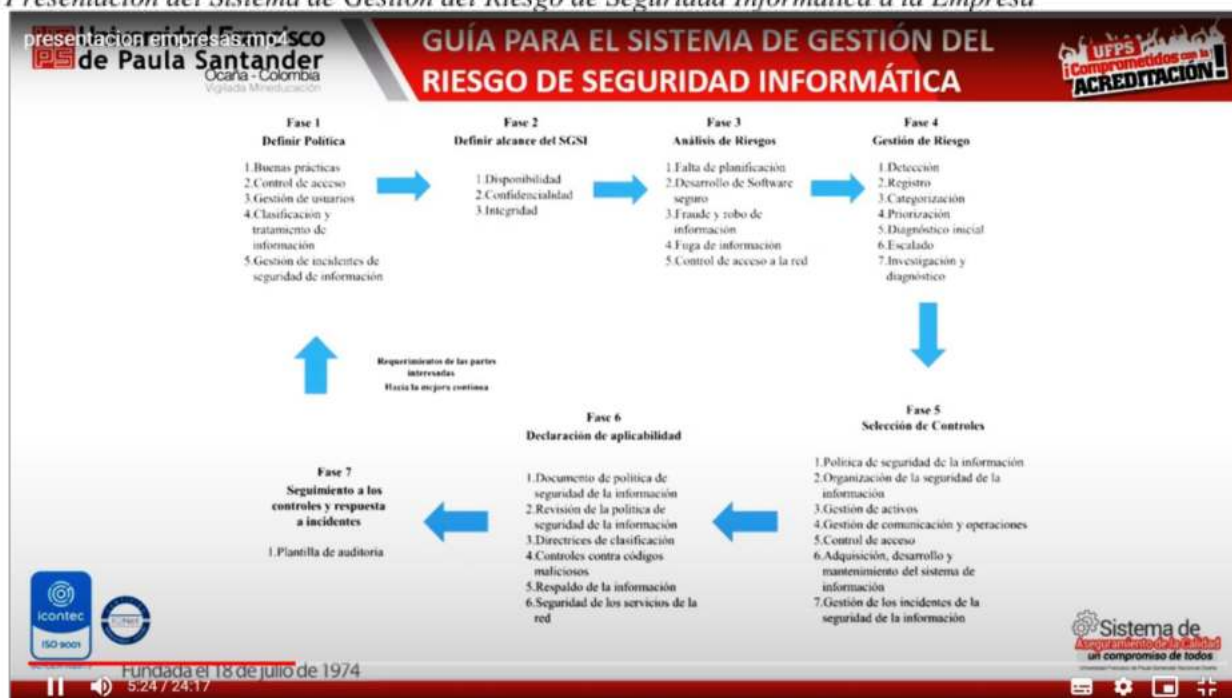 Presentación del Sistema de Gestión del Riesgo de Seguridad Informática a la Empresa
presentacion empresas.mp4
Universidad Francisco
de Paula Santander
Ocaña - Colombia
Vigilada Mineducación
GUÍA PARA EL SISTEMA DE GESTIÓN DEL
RIESGO DE SEGURIDAD INFORMÁTICA
UFPS
¡Comprometidos con la
ACREDITACIÓN!
Fase 1
Definir Política
1.Buenas prácticas
2.Control de acceso
3.Gestión de usuarios
4.Clasificación y
tratamiento de
información
5.Gestión de incidentes de
seguridad de información
Fase 2
Definir alcance del SGSI
1.Disponibilidad
2.Confidencialidad
3.Integridad
Fase 3
Análisis de Riesgos
1.Falta de planificación
2.Desarrollo de Software
seguro
3.Fraude y robo de
información
4.Fuga de información
5.Control de acceso a la red
Fase 4
Gestión de Riesgo
1.Detección
2.Registro
3.Categorización
4.Priorización
5.Diagnóstico inicial
6.Escalado
7.Investigación y
diagnóstico
Requerimientos de las partes
interesadas
Hacia la mejora continua
Fase 5
Selección de Controles
1.Política de seguridad de la información
2.Organización de la seguridad de la
información
3.Gestión de activos
4.Gestión de comunicación y operaciones
5.Control de acceso
6.Adquisición, desarrollo y
mantenimiento del sistema de
información
7.Gestión de los incidentes de la
seguridad de la información
Fase 6
Declaración de aplicabilidad
1.Documento de política de
seguridad de la información
2.Revisión de la política de
seguridad de la información
3.Directrices de clasificación
4.Controles contra códigos
maliciosos
5.Respaldo de la información
6.Seguridad de los servicios de la
red
Fase 7
Seguimiento a los
controles y respuesta
a incidentes
1.Plantilla de auditoria
icontec
ISO 9001
Sistema de
Aseguramiento de la Calidad
un compromiso de todos
Fundada el 18 de julio de 1974
5:24 / 24:17